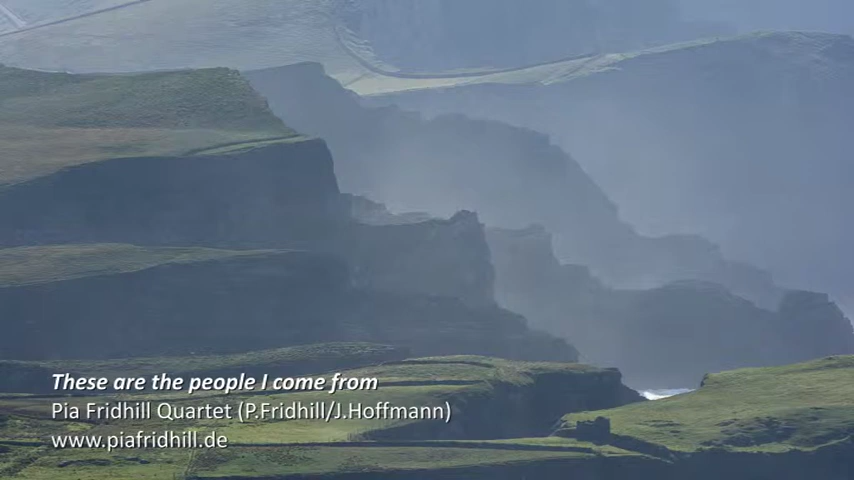 These are the people I come from
Pia Fridhill Quartet (P.Fridhill/J.Hoffmann)
www.piafridhill.de